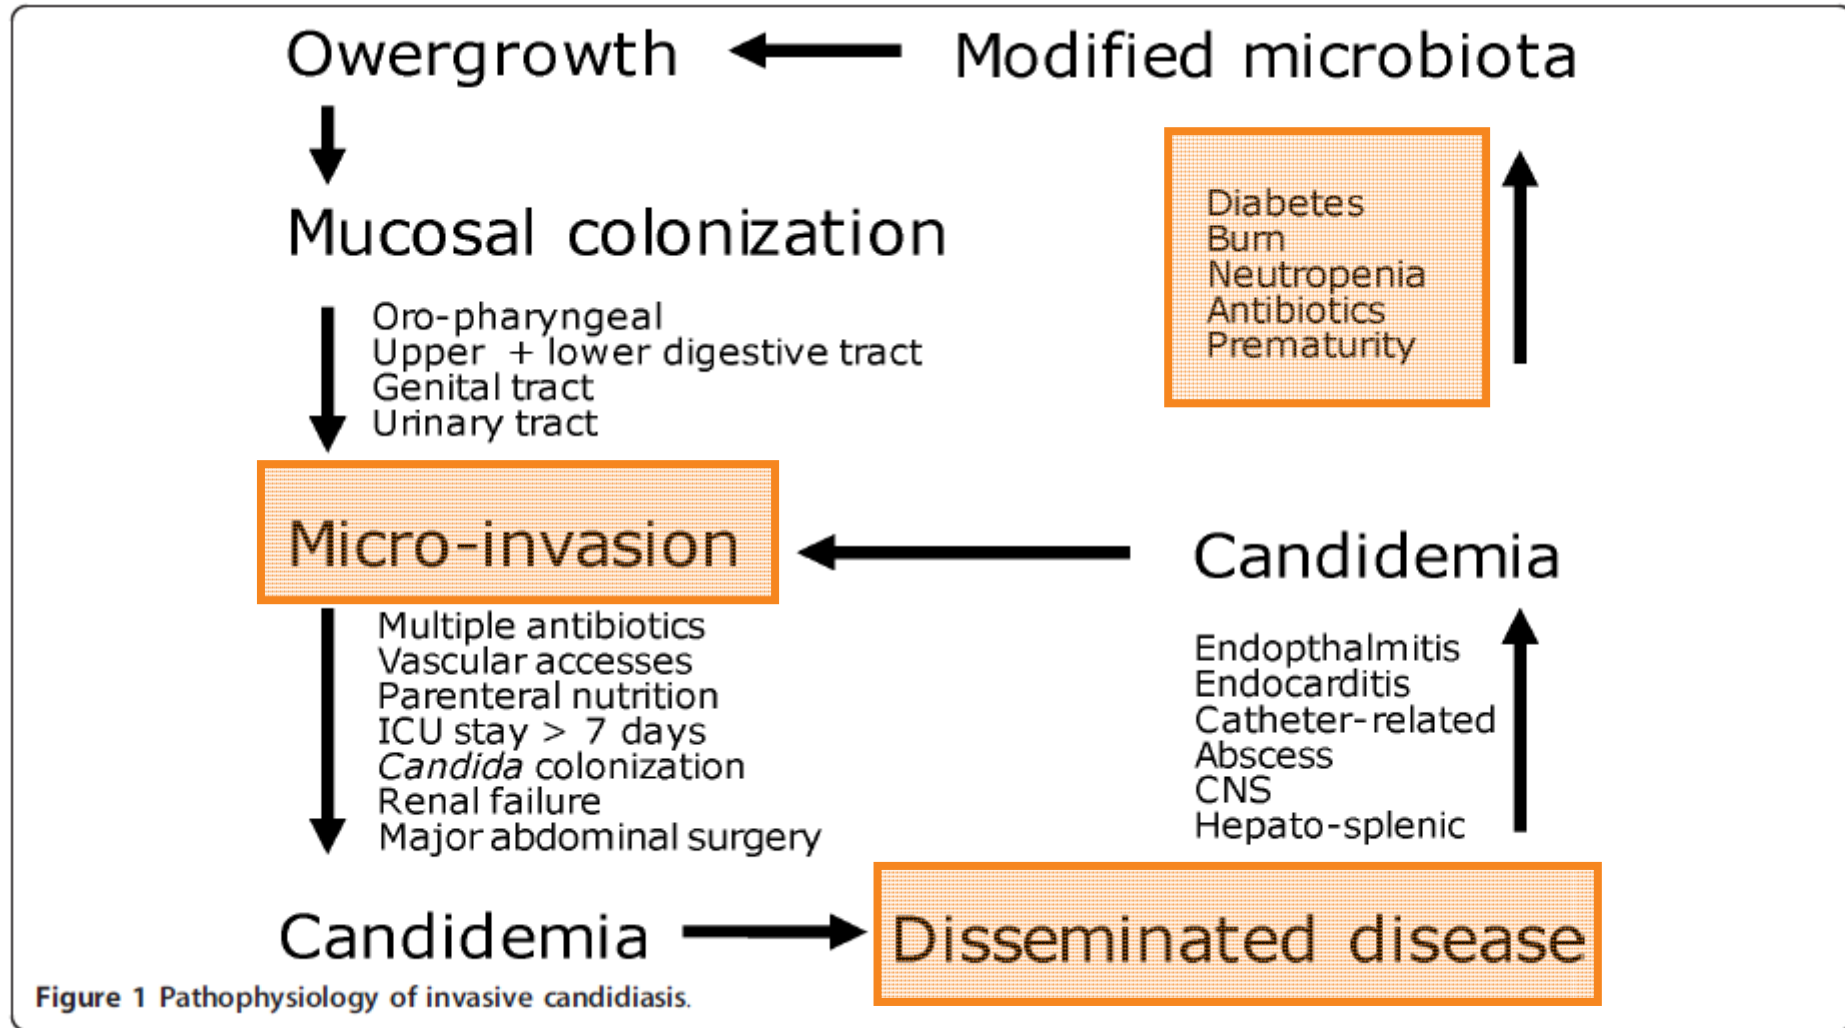 Owergrowth
Modified microbiota
Diabetes
Burn
Neutropenia
Antibiotics
Prematurity
Mucosal colonization
Oro-pharyngeal
Upper + lower digestive tract
Genital tract
Urinary tract
Micro-invasion
Candidemia
Multiple antibiotics
Vascular accesses
Parenteral nutrition
ICU stay > 7 days
Candida colonization
Renal failure
Major abdominal surgery
Endopthalmitis
Endocarditis
Catheter-related
Abscess
CNS
Hepato-splenic
Candidemia
Disseminated disease
Figure 1 Pathophysiology of invasive candidiasis.